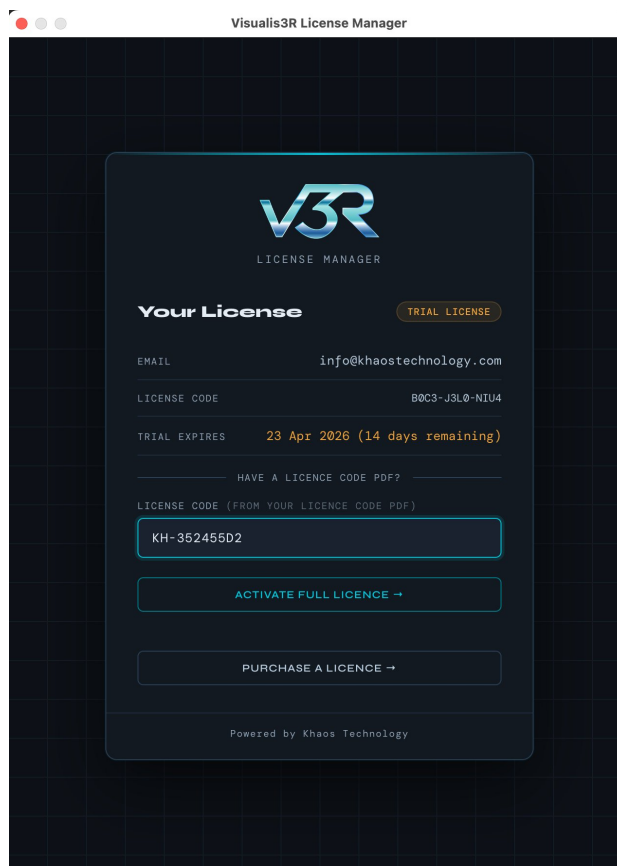 Visualis3R License Manager
V3R
LICENSE MANAGER
Your License
TRIAL LICENSE
EMAIL info@khaostechnology.com
LICENSE CODE B0C3-J3L0-NIU4
TRIAL EXPIRES 23 Apr 2026 (14 days remaining)
HAVE A LICENCE CODE PDF?
LICENSE CODE (FROM YOUR LICENCE CODE PDF)
KH-352455D2
ACTIVATE FULL LICENCE →
PURCHASE A LICENCE →
Powered by Khaos Technology